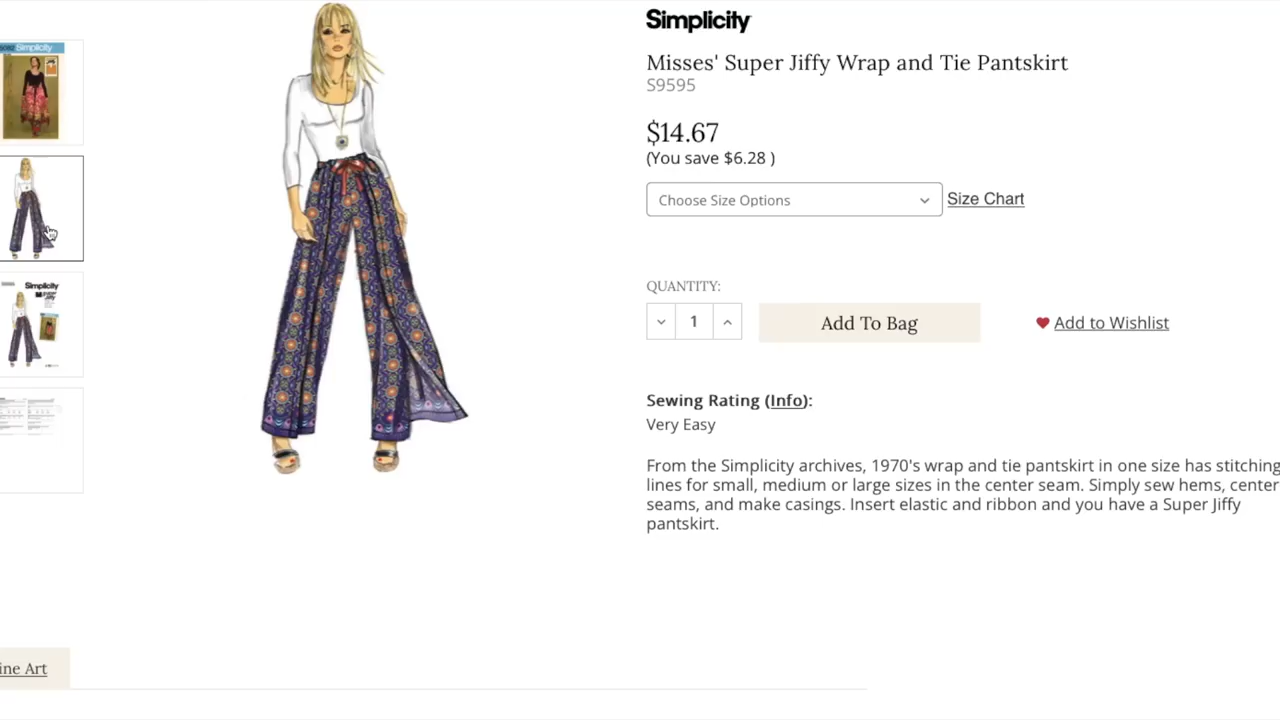 Simplicity
Misses' Super Jiffy Wrap and Tie Pantskirt
S9595
$14.67
(You save $6.28 )
Choose Size Options
Size Chart
QUANTITY:
1
Add To Bag
Add to Wishlist
Sewing Rating (Info):
Very Easy
From the Simplicity archives, 1970's wrap and tie pantskirt in one size has stitching
lines for small, medium or large sizes in the center seam. Simply sew hems, center
seams, and make casings. Insert elastic and ribbon and you have a Super Jiffy
pantskirt.
Simplicity
Simplicity
ine Art